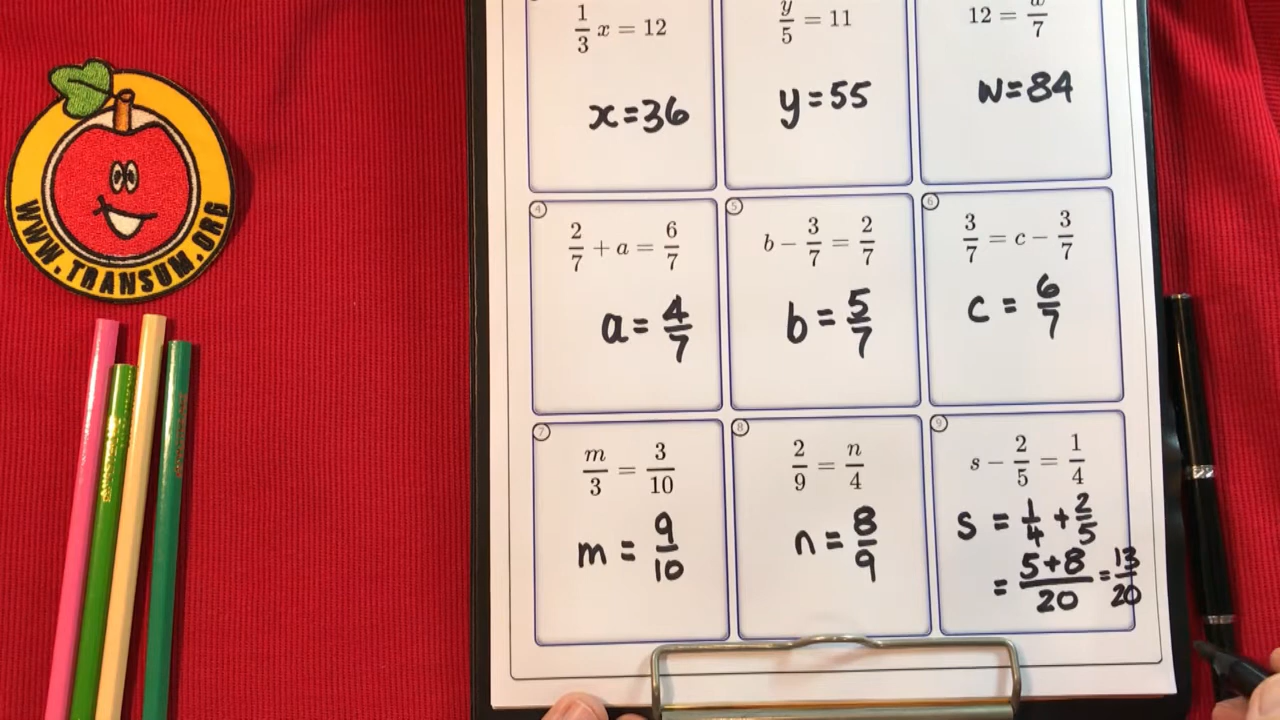 WWW.TRANSUM.ORG
1/3 x = 12
x=36
y/5 = 11
y=55
12 = w/7
w=84
4
2/7 + a = 6/7
a = 4/7
5
b − 3/7 = 2/7
b = 5/7
6
3/7 = c − 3/7
c = 6/7
7
m/3 = 3/10
m = 9/10
8
2/9 = n/4
n = 8/9
9
s − 2/5 = 1/4
s = 1/4 + 2/5
= 5+8/20 = 13/20